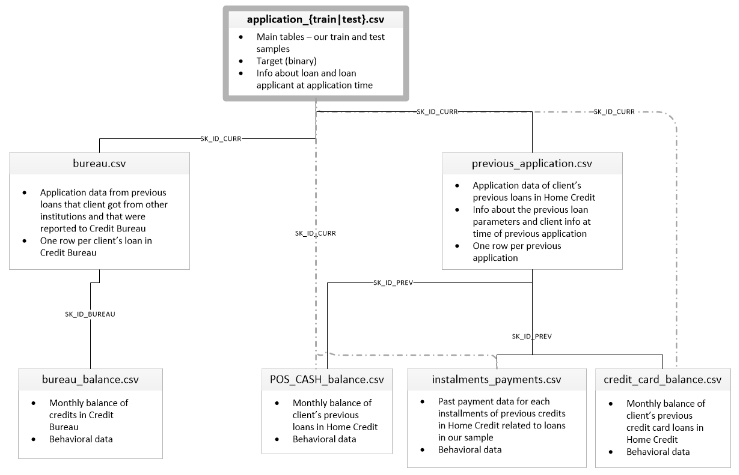 application_{train|test}.csv
• Main tables – our train and test
samples
• Target (binary)
• Info about loan and loan
applicant at application time
SK_ID_CURR
SK_ID_CURR
SK_ID_CURR
bureau.csv
• Application data from previous
loans that client got from other
institutions and that were
reported to Credit Bureau
• One row per client's loan in
Credit Bureau
previous_application.csv
• Application data of client's
previous loans in Home Credit
• Info about the previous loan
parameters and client info at
time of previous application
• One row per previous
application
SK_ID_CURR
SK_ID_PREV
SK_ID_BUREAU
SK_ID_PREV
bureau_balance.csv
• Monthly balance of
credits in Credit
Bureau
• Behavioral data
POS_CASH_balance.csv
• Monthly balance of
client's previous
loans in Home Credit
• Behavioral data
instalments_payments.csv
• Past payment data for each
installments of previous credits
in Home Credit related to loans
in our sample
• Behavioral data
credit_card_balance.csv
• Monthly balance of
client's previous
credit card loans in
Home Credit
• Behavioral data